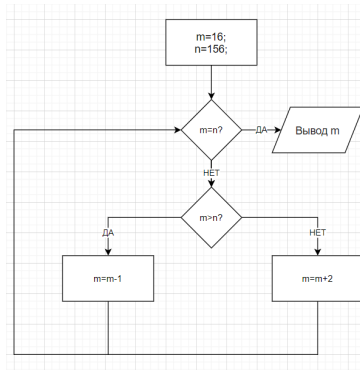 m=16;
n=156;
m=n?
ДА
Вывод m
НЕТ
m>n?
ДА
НЕТ
m=m-1
m=m+2